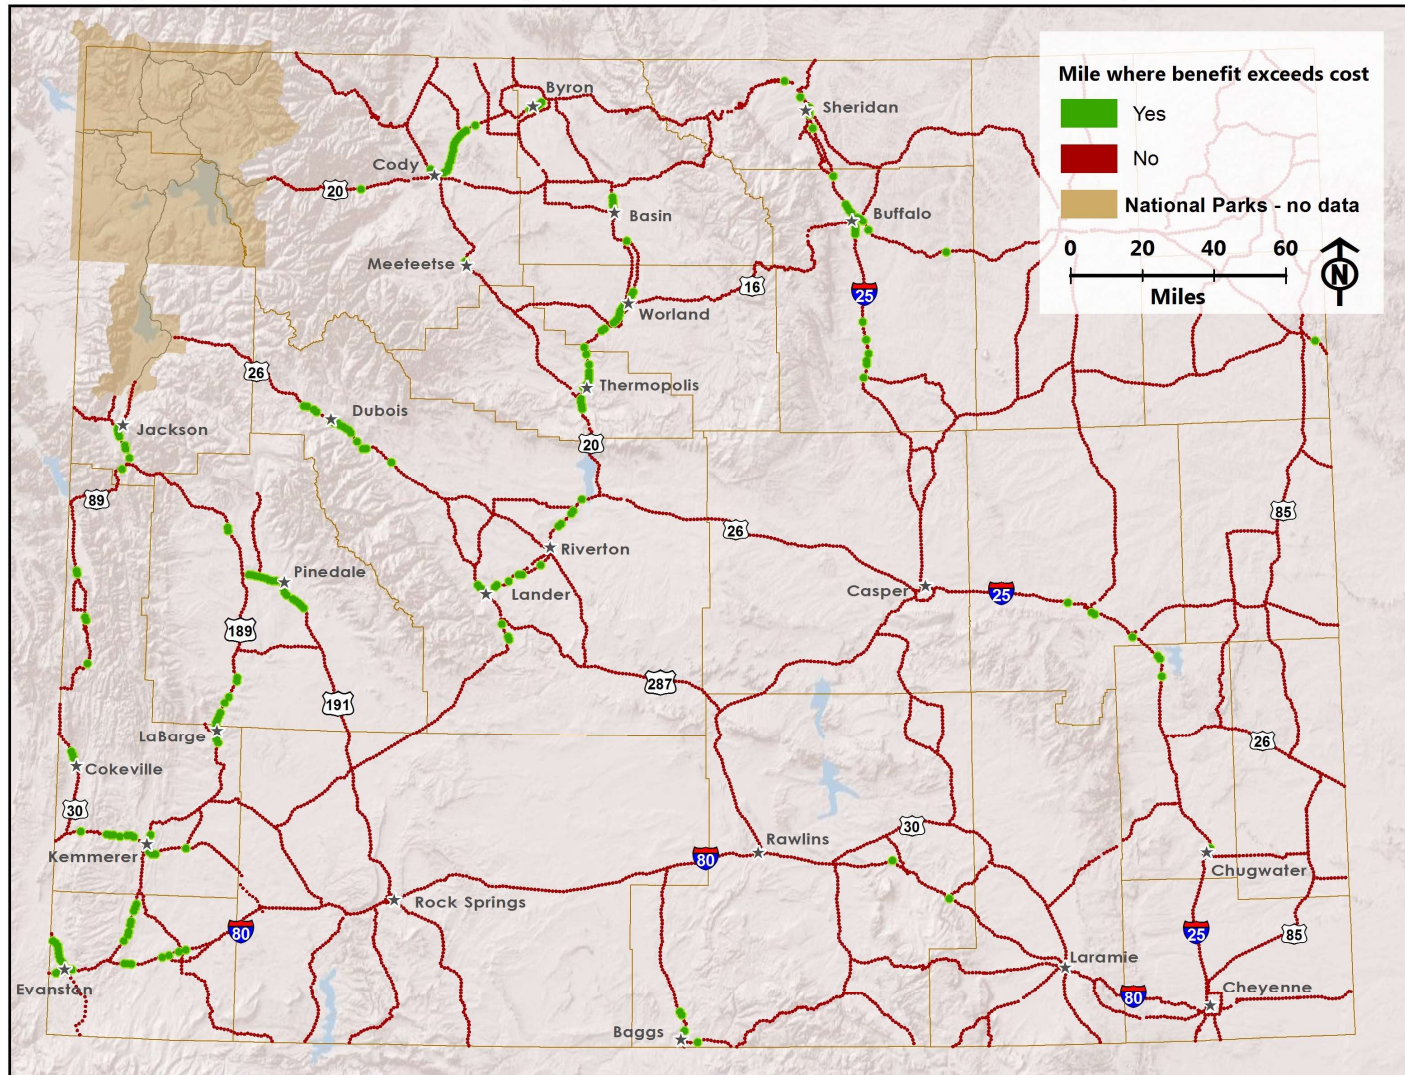 Mile where benefit exceeds cost
Yes
No
National Parks - no data
0 20 40 60
Miles
N
Byron
Sheridan
Cody
20
Basin
Buffalo
Meeteetse
16
25
Worland
26
Thermopolis
Dubois
Jackson
20
89
85
26
Riverton
Pinedale
Lander
Casper
25
189
287
191
LaBarge
26
Cokeville
30
30
Rawlins
Kemmerer
80
Chugwater
Rock Springs
80
25
85
Laramie
Evanston
80
Cheyenne
Baggs